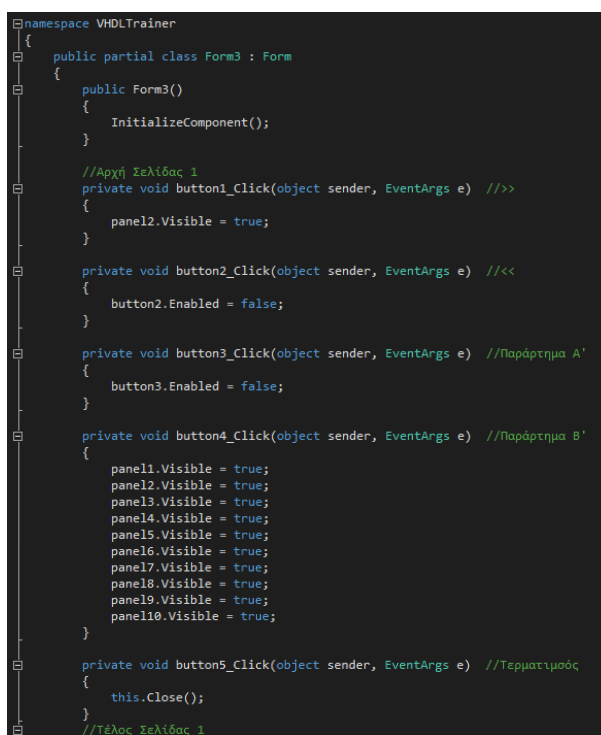 namespace VHDLTrainer
{
    public partial class Form3 : Form
    {
        public Form3()
        {
            InitializeComponent();
        }

        //Αρχή Σελίδας 1
        private void button1_Click(object sender, EventArgs e)  //>>
        {
            panel2.Visible = true;
        }

        private void button2_Click(object sender, EventArgs e)  //<<
        {
            button2.Enabled = false;
        }

        private void button3_Click(object sender, EventArgs e)  //Παράρτημα Α'
        {
            button3.Enabled = false;
        }

        private void button4_Click(object sender, EventArgs e)  //Παράρτημα Β'
        {
            panel1.Visible = true;
            panel2.Visible = true;
            panel3.Visible = true;
            panel4.Visible = true;
            panel5.Visible = true;
            panel6.Visible = true;
            panel7.Visible = true;
            panel8.Visible = true;
            panel9.Visible = true;
            panel10.Visible = true;
        }

        private void button5_Click(object sender, EventArgs e)  //Τερματιμσός
        {
            this.Close();
        }
        //Τέλος Σελίδας 1